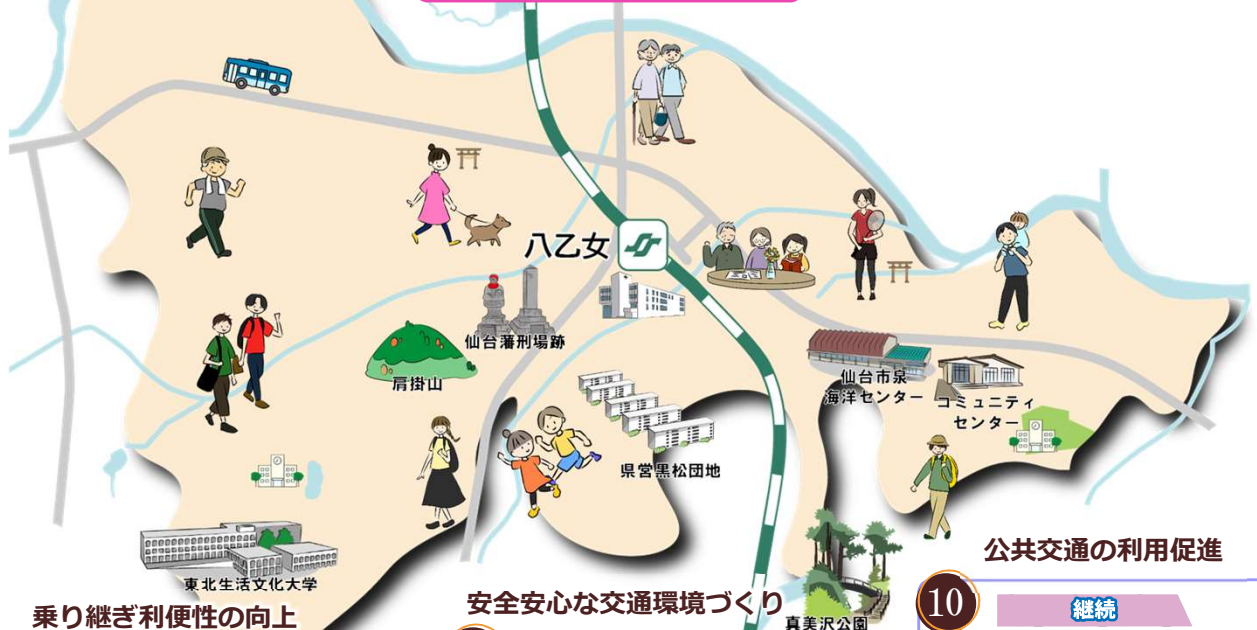 八乙女
仙台藩刑場跡
肩掛山
仙台市泉
海洋センター
コミュニティ
センター
県営黒松団地
東北生活文化大学
真美沢公園
乗り継ぎ利便性の向上
安全安心な交通環境づくり
公共交通の利用促進
10
継続